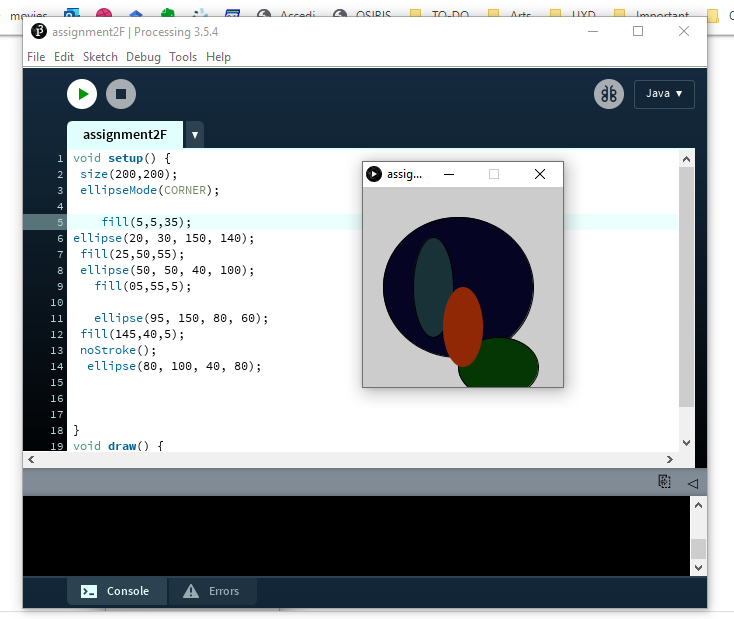 movies Accedi OSIRIS TO-DO Arts UXD Important
assignment2F | Processing 3.5.4
File Edit Sketch Debug Tools Help
Java ▼
assignment2F ▼
1 void setup() {
2 size(200,200);
3 ellipseMode(CORNER);
4
5 fill(5,5,35);
6 ellipse(20, 30, 150, 140);
7 fill(25,50,55);
8 ellipse(50, 50, 40, 100);
9 fill(05,55,5);
10
11 ellipse(95, 150, 80, 60);
12 fill(145,40,5);
13 noStroke();
14 ellipse(80, 100, 40, 80);
15
16
17
18 }
19 void draw() {
assig...
Console Errors